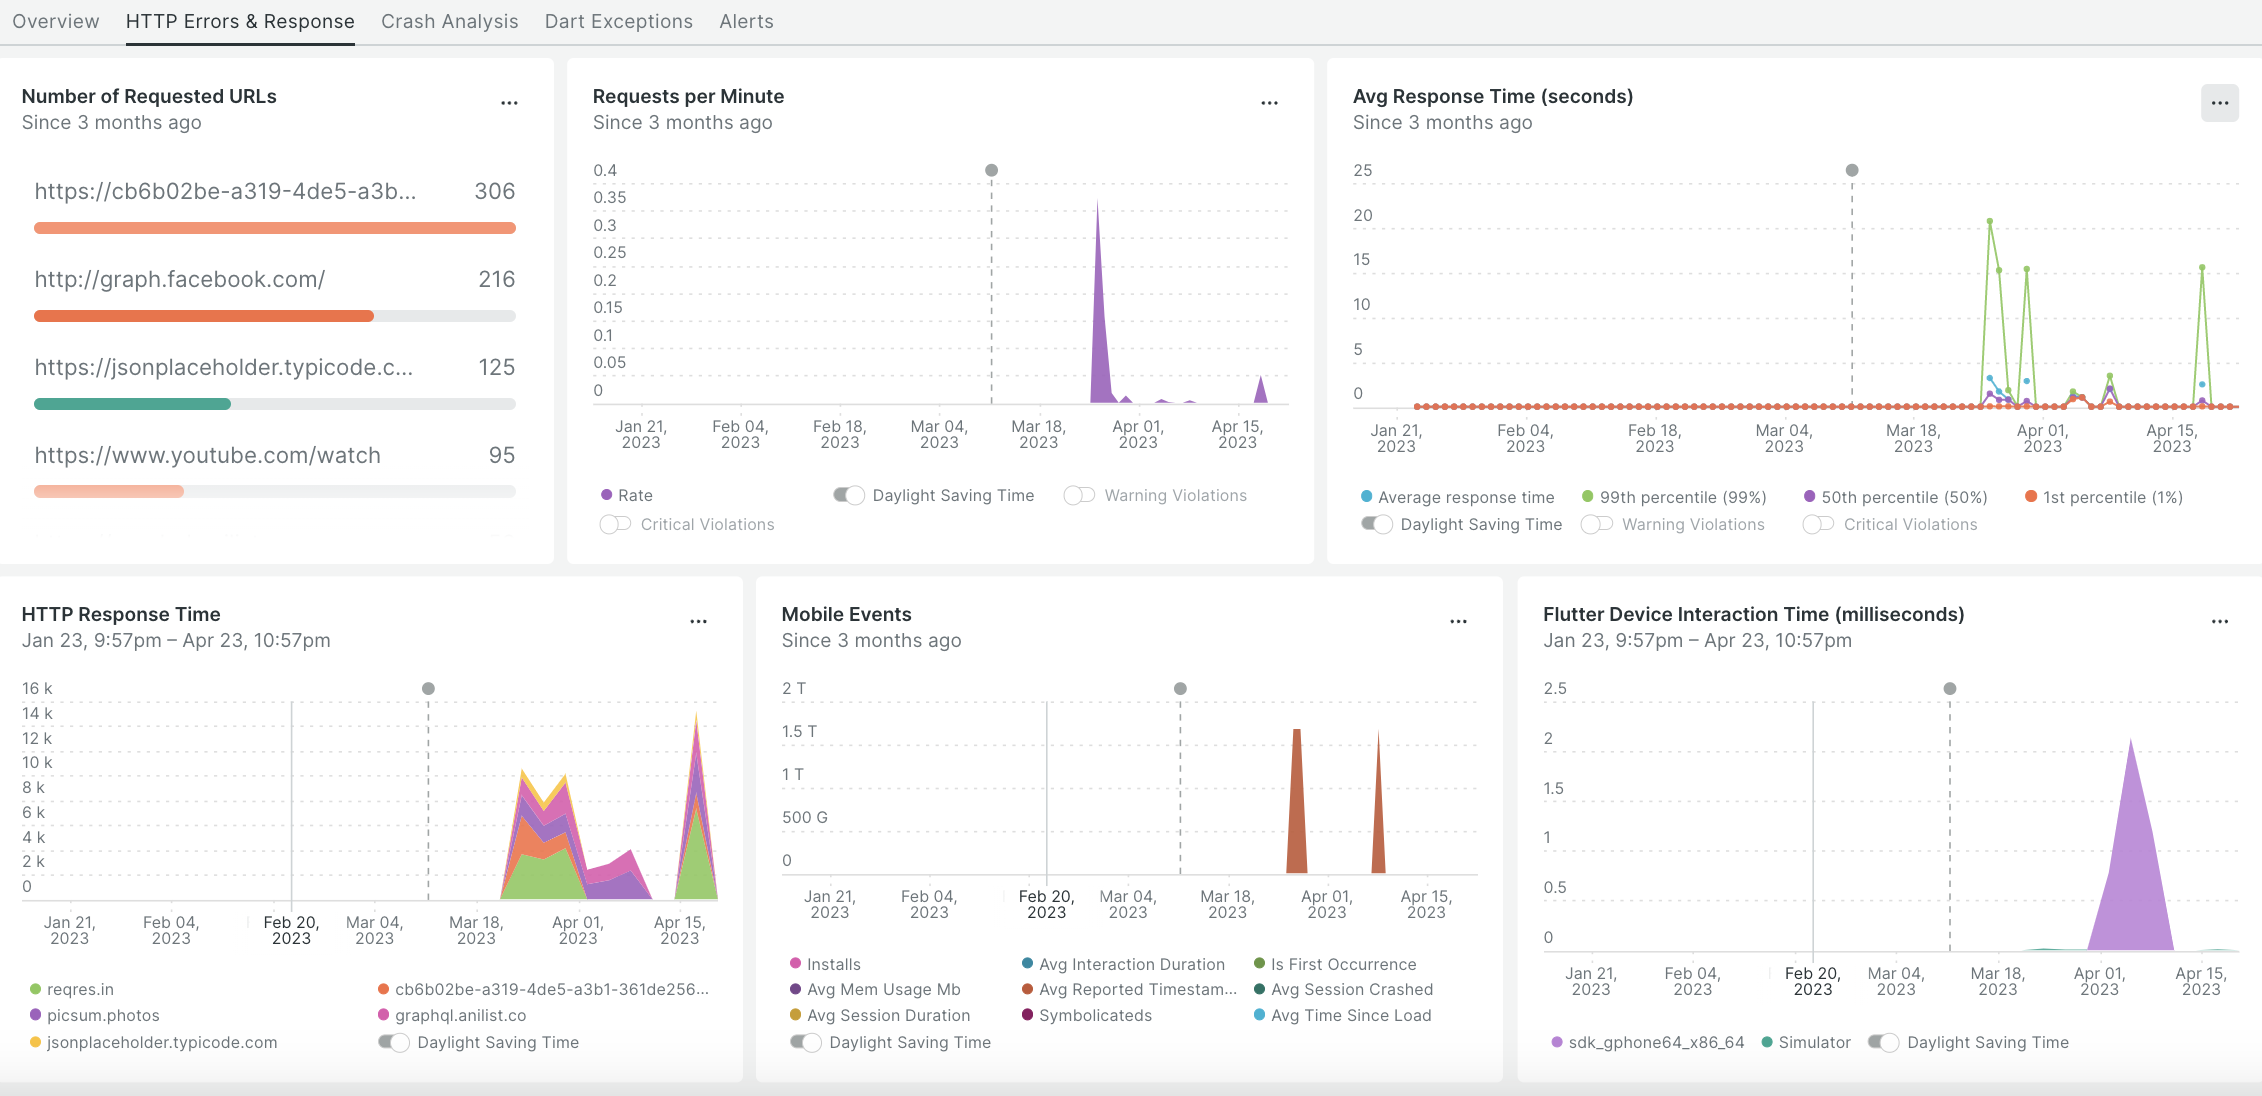 Overview HTTP Errors & Response Crash Analysis Dart Exceptions Alerts
Number of Requested URLs
Since 3 months ago
https://cb6b02be-a319-4de5-a3b... 306
http://graph.facebook.com/ 216
https://jsonplaceholder.typicode.c... 125
https://www.youtube.com/watch 95
Requests per Minute
Since 3 months ago
0.4
0.35
0.3
0.25
0.2
0.15
0.1
0.05
0
Jan 21, Feb 04, Feb 18, Mar 04, Mar 18, Apr 01, Apr 15,
2023 2023 2023 2023 2023 2023 2023
Rate Daylight Saving Time Warning Violations
Critical Violations
Avg Response Time (seconds)
Since 3 months ago
25
20
15
10
5
0
Jan 21, Feb 04, Feb 18, Mar 04, Mar 18, Apr 01, Apr 15,
2023 2023 2023 2023 2023 2023 2023
Average response time 99th percentile (99%) 50th percentile (50%) 1st percentile (1%)
Daylight Saving Time Warning Violations Critical Violations
HTTP Response Time
Jan 23, 9:57pm – Apr 23, 10:57pm
16 k
14 k
12 k
10 k
8 k
6 k
4 k
2 k
0
Jan 21, Feb 04, Feb 20, Mar 04, Mar 18, Apr 01, Apr 15,
2023 2023 2023 2023 2023 2023 2023
reqres.in cb6b02be-a319-4de5-a3b1-361de256...
picsum.photos graphql.anilist.co
jsonplaceholder.typicode.com Daylight Saving Time
Mobile Events
Since 3 months ago
2 T
1.5 T
1 T
500 G
0
Jan 21, Feb 04, Feb 20, Mar 04, Mar 18, Apr 01, Apr 15,
2023 2023 2023 2023 2023 2023 2023
Installs Avg Interaction Duration Is First Occurrence
Avg Mem Usage Mb Avg Reported Timestam... Avg Session Crashed
Avg Session Duration Symbolicateds Avg Time Since Load
Daylight Saving Time
Flutter Device Interaction Time (milliseconds)
Jan 23, 9:57pm – Apr 23, 10:57pm
2.5
2
1.5
1
0.5
0
Jan 21, Feb 04, Feb 20, Mar 04, Mar 18, Apr 01, Apr 15,
2023 2023 2023 2023 2023 2023 2023
sdk_gphone64_x86_64 Simulator Daylight Saving Time